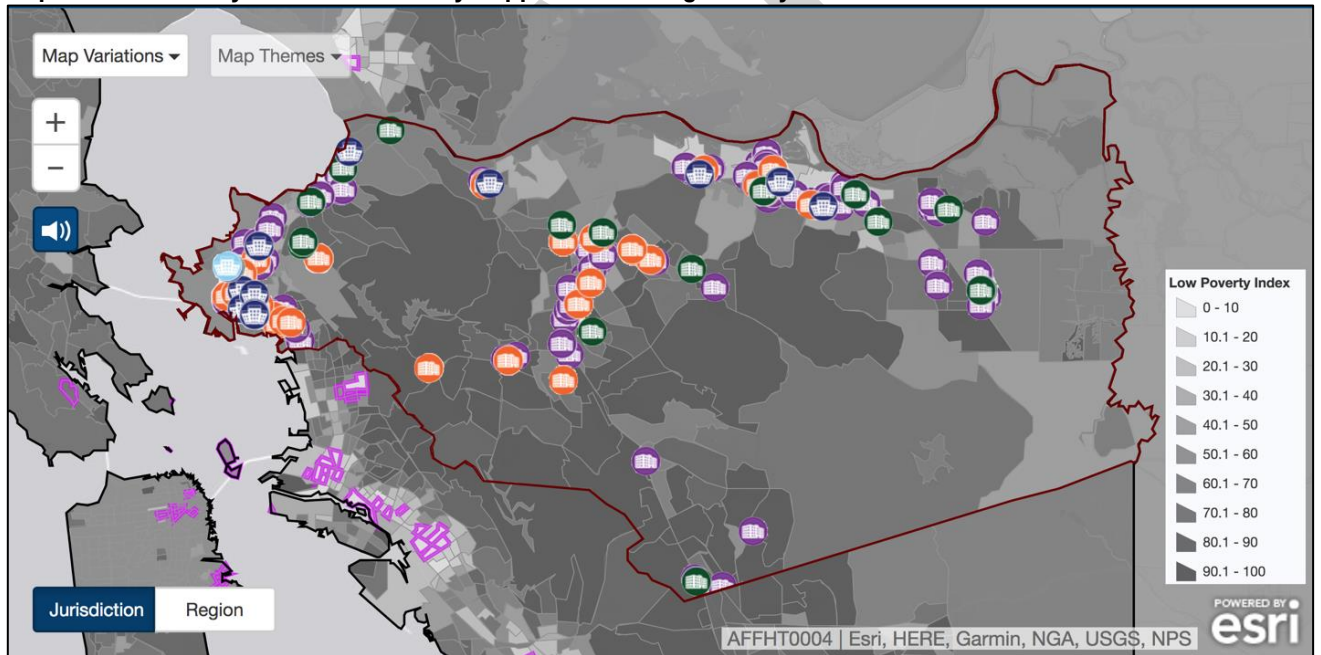 Map Variations
Map Themes
+
−
Jurisdiction
Region
Low Poverty Index
0 - 10
10.1 - 20
20.1 - 30
30.1 - 40
40.1 - 50
50.1 - 60
60.1 - 70
70.1 - 80
80.1 - 90
90.1 - 100
POWERED BY
esri
AFFHT0004 | Esri, HERE, Garmin, NGA, USGS, NPS